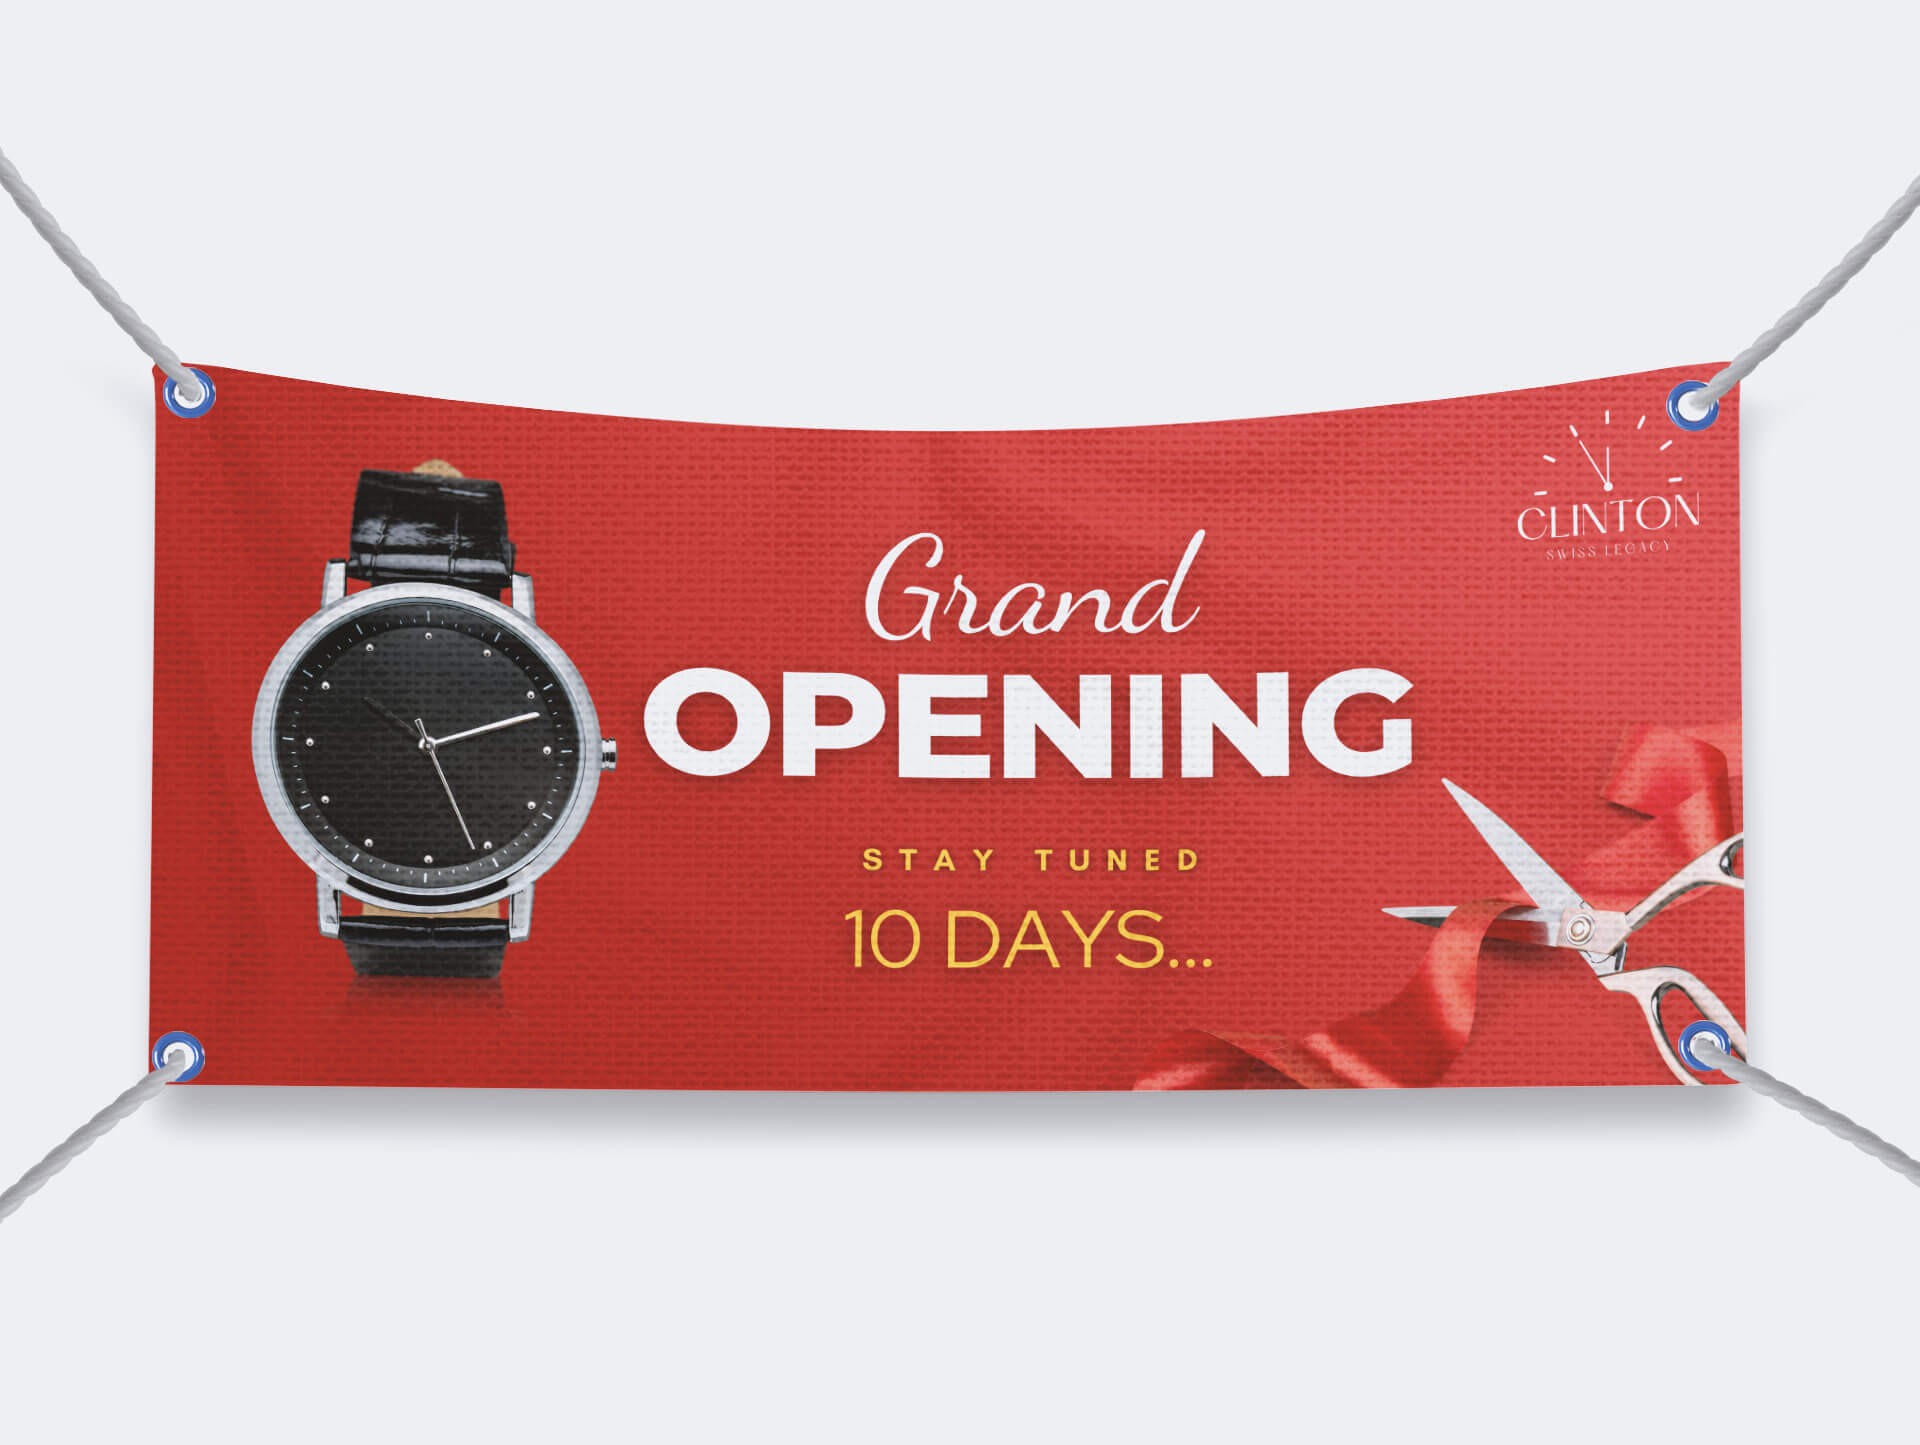 CLINTON
SWISS LEGACY
Grand
OPENING
STAY TUNED
10 DAYS...